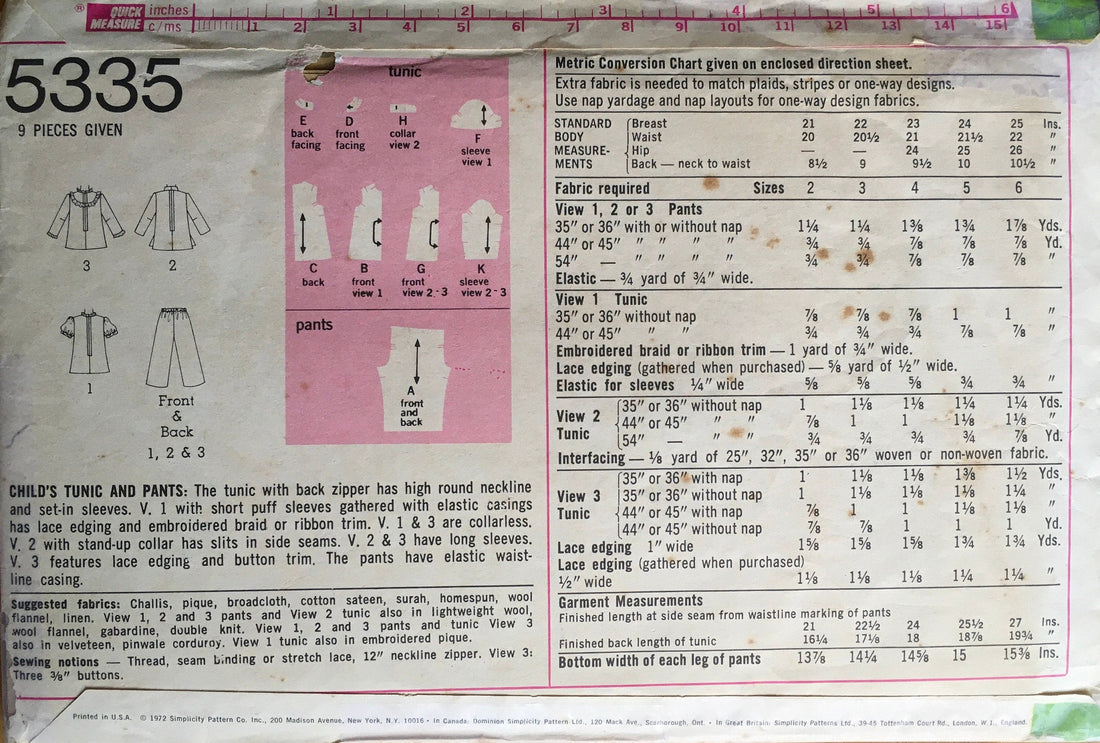 ® QUICK MEASURE inches 1 2 3 4 5 6
c/ms 1 2 3 4 5 6 7 8 9 10 11 12 13 14 15
5335
9 PIECES GIVEN
3 2
1
Front
&
Back
1, 2 & 3
tunic
E D H F
back facing
front facing
collar view 2
sleeve view 1
C B G K
back
front view 1
front view 2-3
sleeve view 2-3
pants
A
front
and
back
CHILD'S TUNIC AND PANTS: The tunic with back zipper has high round neckline
and set-in sleeves. V. 1 with short puff sleeves gathered with elastic casings
has lace edging and embroidered braid or ribbon trim. V. 1 & 3 are collarless.
V. 2 with stand-up collar has slits in side seams. V. 2 & 3 have long sleeves.
V. 3 features lace edging and button trim. The pants have elastic waist-
line casing.
Suggested fabrics: Challis, pique, broadcloth, cotton sateen, surah, homespun, wool
flannel, linen. View 1, 2 and 3 pants and View 2 tunic also in lightweight wool,
wool flannel, gabardine, double knit. View 1, 2 and 3 pants and tunic View 3
also in velveteen, pinwale corduroy. View 1 tunic also in embroidered pique.
Sewing notions — Thread, seam binding or stretch lace, 12" neckline zipper. View 3:
Three ⅜" buttons.
Metric Conversion Chart given on enclosed direction sheet.
Extra fabric is needed to match plaids, stripes or one-way designs.
Use nap yardage and nap layouts for one-way design fabrics.
STANDARD Breast 21 22 23 24 25 Ins.
BODY Waist 20 20½ 21 21½ 22 "
MEASURE- Hip — — 24 25 26 "
MENTS Back — neck to waist 8½ 9 9½ 10 10½ "
Fabric required Sizes 2 3 4 5 6
View 1, 2 or 3 Pants
35" or 36" with or without nap 1¼ 1¼ 1⅜ 1¾ 1⅞ Yds.
44" or 45" " " " " ¾ ¾ ⅞ ⅞ ⅞ Yd.
54" — " " " " ¾ ¾ ⅞ ⅞ ⅞ "
Elastic — ¾ yard of ¾" wide.
View 1 Tunic
35" or 36" without nap ⅞ ⅞ ⅞ 1 1 "
44" or 45" " " ¾ ¾ ¾ ⅞ ⅞ "
Embroidered braid or ribbon trim — 1 yard of ¾" wide.
Lace edging (gathered when purchased) — ⅝ yard of ½" wide.
Elastic for sleeves ¼" wide ⅝ ⅝ ⅝ ¾ ¾ "
View 2 Tunic
35" or 36" without nap 1 1⅛ 1⅛ 1¼ 1¼ Yds.
44" or 45" " " ⅞ 1 1 1⅛ 1⅛ "
54" — " " ¾ ¾ ¾ ¾ ⅞ Yd.
Interfacing — ⅛ yard of 25", 32", 35" or 36" woven or non-woven fabric.
View 3 Tunic
35" or 36" with nap 1 1⅛ 1⅛ 1⅜ 1½ Yds.
35" or 36" without nap 1 1⅛ 1⅛ 1⅛ 1¼ "
44" or 45" with nap ⅞ 1 1 1⅛ 1⅛ "
44" or 45" without nap ⅞ ⅞ 1 1 1 Yd.
Lace edging 1" wide 1⅝ 1⅝ 1⅝ 1¾ 1¾ Yds.
Lace edging (gathered when purchased)
½" wide 1⅛ 1⅛ 1⅛ 1¼ 1¼ "
Garment Measurements
Finished length at side seam from waistline marking of pants
21 22½ 24 25½ 27 Ins.
Finished back length of tunic 16¼ 17⅛ 18 18⅞ 19¾ "
Bottom width of each leg of pants 13⅞ 14¼ 14⅝ 15 15⅜ Ins.
Printed in U.S.A. © 1972 Simplicity Pattern Co. Inc., 200 Madison Avenue, New York, N.Y. 10016 • In Canada: Dominion Simplicity Pattern Ltd., 120 Mack Ave., Scarborough, Ont. • In Great Britain: Simplicity Patterns Ltd., 39-45 Tottenham Court Rd., London, W.1., England.